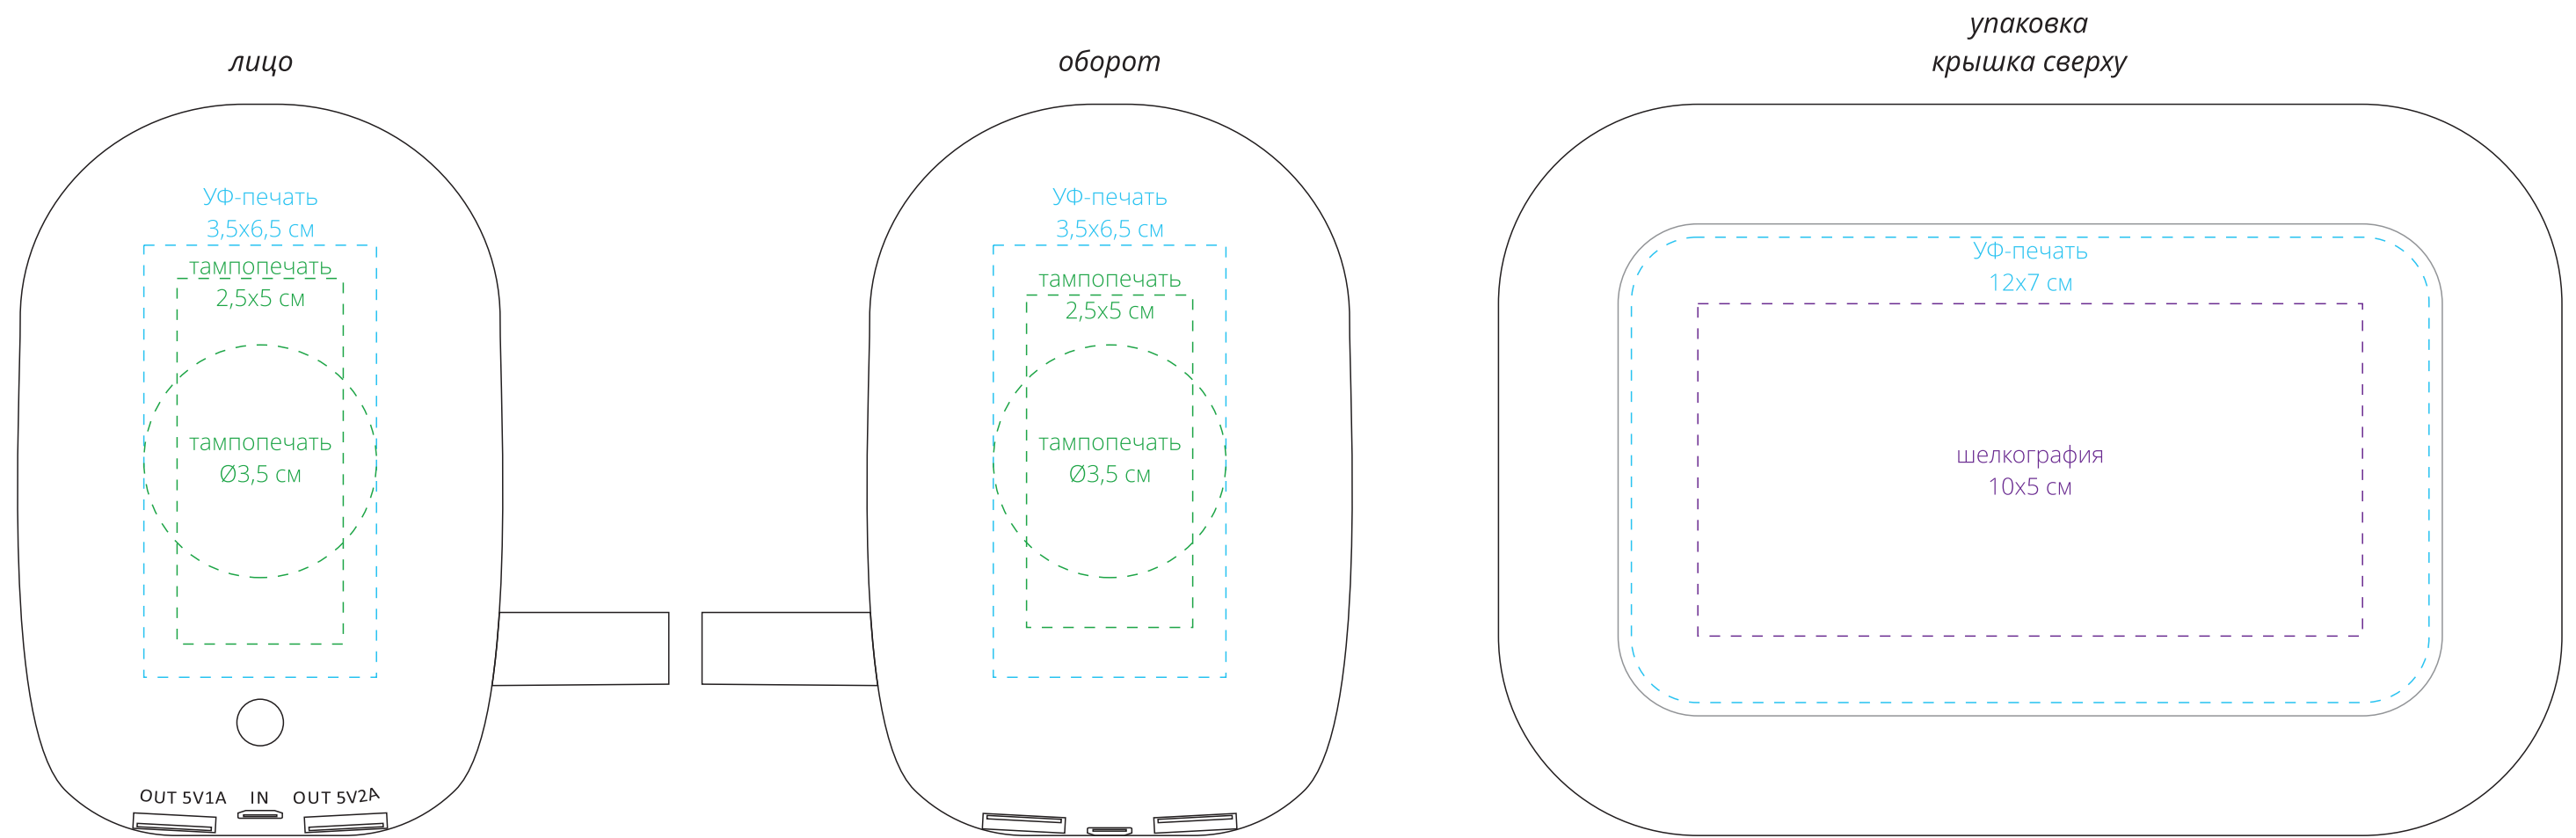 лицо
УФ-печать
3,5х6,5 см
тампопечать
2,5х5 см
тампопечать
Ø3,5 см
OUT 5V1A IN OUT 5V2A
оборот
УФ-печать
3,5х6,5 см
тампопечать
2,5х5 см
тампопечать
Ø3,5 см
упаковка
крышка сверху
УФ-печать
12х7 см
шелкография
10х5 см